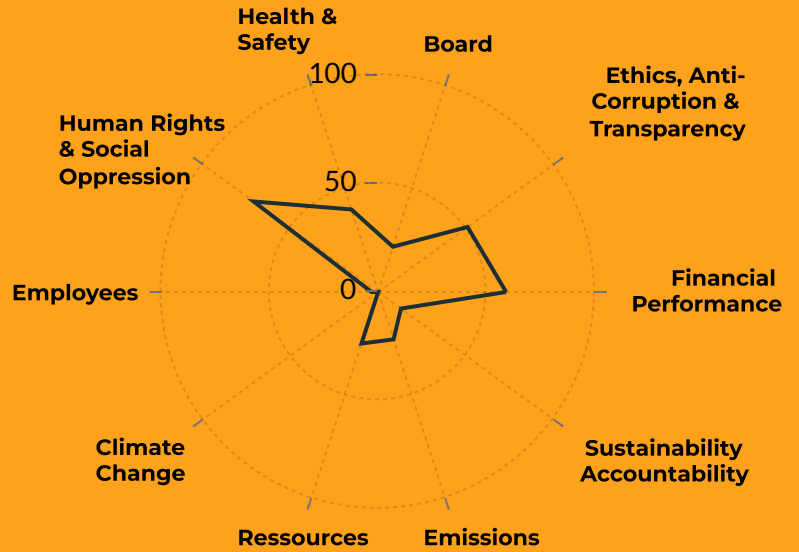 Health &
Safety
Board
100
Ethics, Anti-
Corruption &
Transparency
Human Rights
& Social
Oppression
50
Employees
0
Financial
Performance
Climate
Change
Sustainability
Accountability
Ressources
Emissions